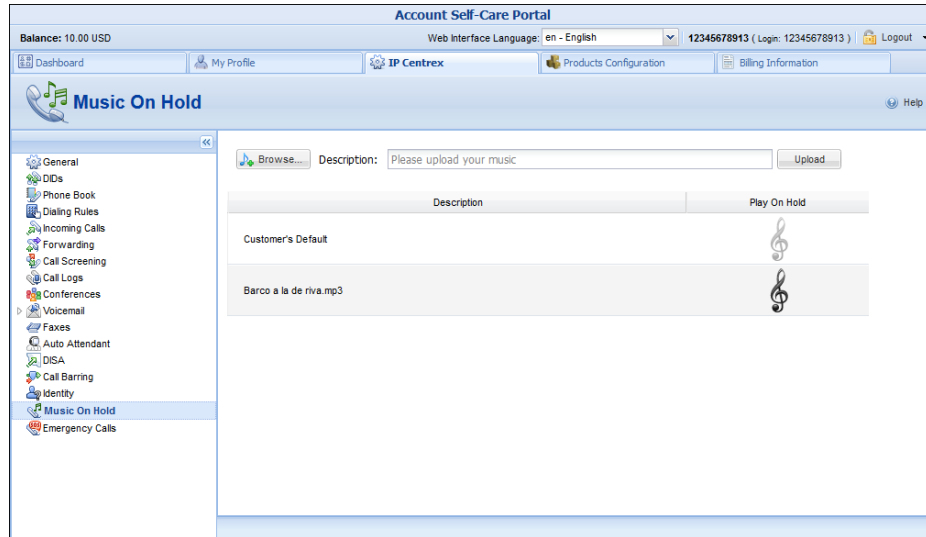 Account Self-Care Portal
Balance: 10.00 USD Web Interface Language: en - English 12345678913 ( Login: 12345678913 ) Logout
Dashboard My Profile IP Centrex Products Configuration Billing Information
Music On Hold Help
General
DIDs
Phone Book
Dialing Rules
Incoming Calls
Forwarding
Call Screening
Call Logs
Conferences
Voicemail
Faxes
Auto Attendant
DISA
Call Barring
Identity
Music On Hold
Emergency Calls
Browse... Description: Please upload your music Upload
Description Play On Hold
Customer's Default
Barco a la de riva.mp3